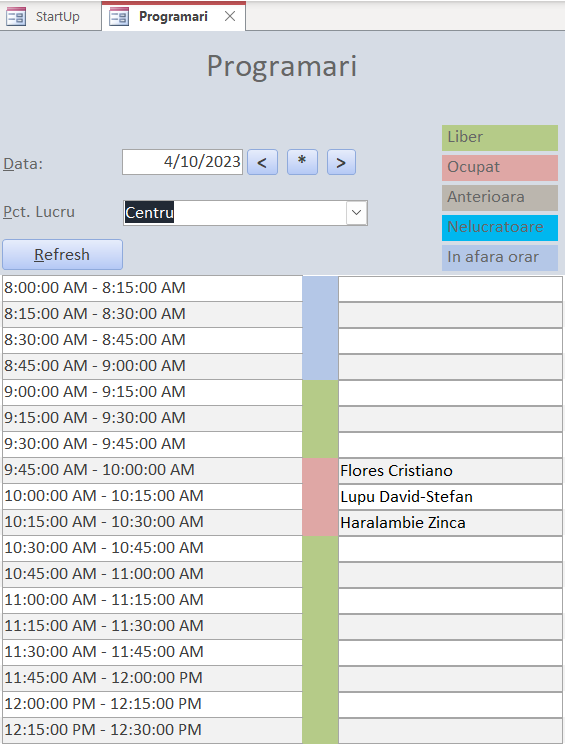 StartUp
Programari
Programari
Liber
Ocupat
Data: 4/10/2023 < * >
Anterioara
Pct. Lucru Centru
Nelucratoare
Refresh
In afara orar
8:00:00 AM - 8:15:00 AM
8:15:00 AM - 8:30:00 AM
8:30:00 AM - 8:45:00 AM
8:45:00 AM - 9:00:00 AM
9:00:00 AM - 9:15:00 AM
9:15:00 AM - 9:30:00 AM
9:30:00 AM - 9:45:00 AM
9:45:00 AM - 10:00:00 AM Flores Cristiano
10:00:00 AM - 10:15:00 AM Lupu David-Stefan
10:15:00 AM - 10:30:00 AM Haralambie Zinca
10:30:00 AM - 10:45:00 AM
10:45:00 AM - 11:00:00 AM
11:00:00 AM - 11:15:00 AM
11:15:00 AM - 11:30:00 AM
11:30:00 AM - 11:45:00 AM
11:45:00 AM - 12:00:00 PM
12:00:00 PM - 12:15:00 PM
12:15:00 PM - 12:30:00 PM